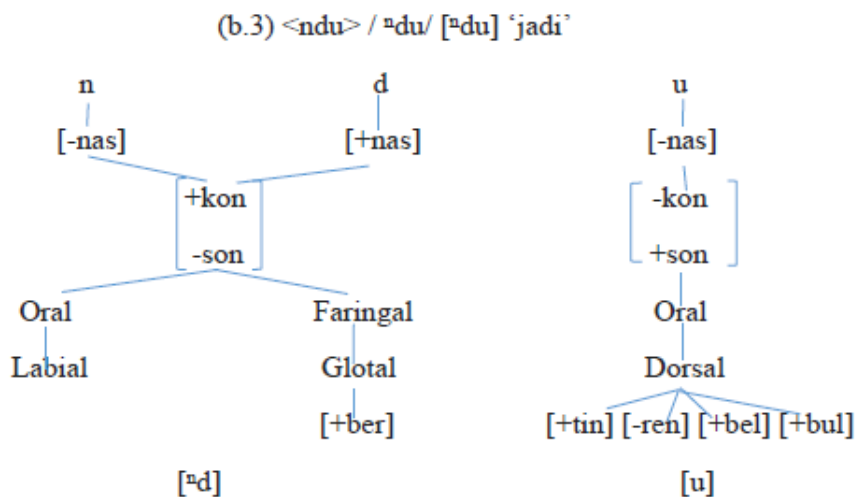 (b.3) <ndu> / ⁿdu/ [ⁿdu] ‘jadi’
n d u
[-nas] [+nas] [-nas]
+kon -kon
-son +son
Oral Faringal Oral
Labial Glotal Dorsal
[+ber] [+tin] [-ren] [+bel] [+bul]
[ⁿd] [u]